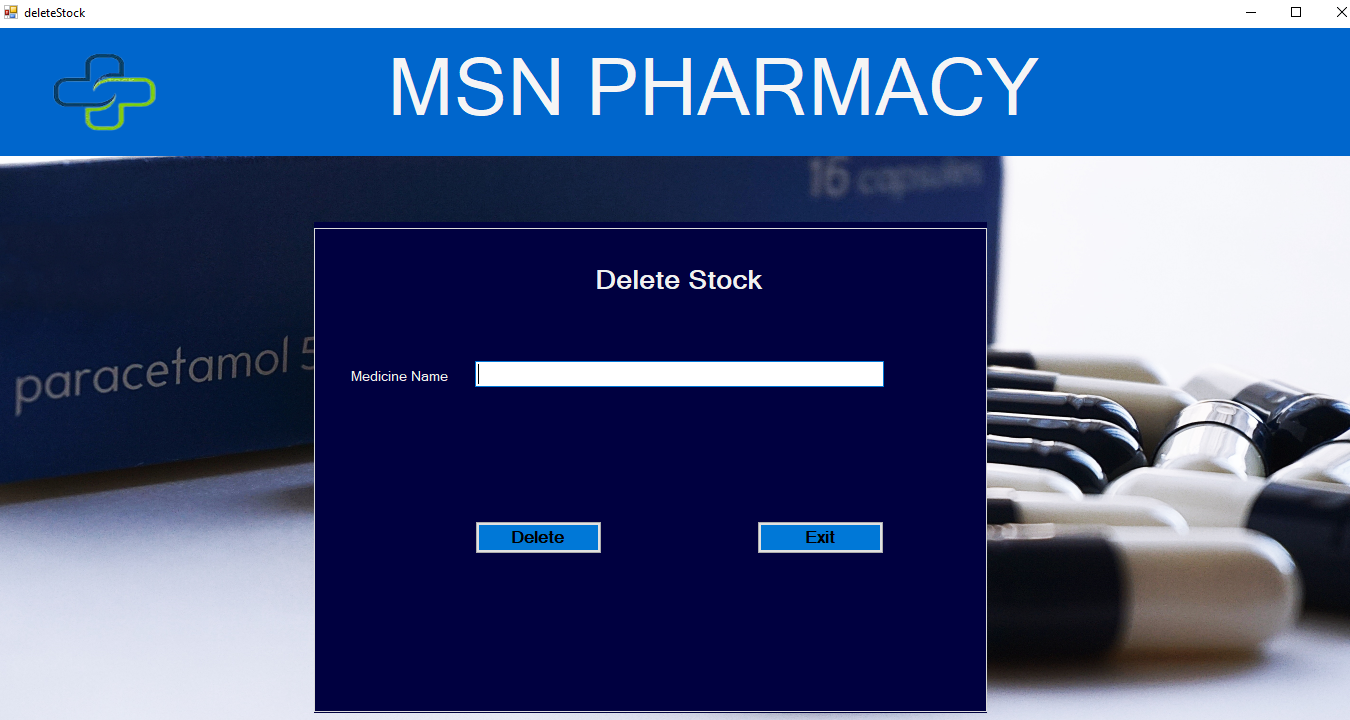 deleteStock
MSN PHARMACY
16 capsules
Delete Stock
paracetamol 5
Medicine Name
Delete
Exit